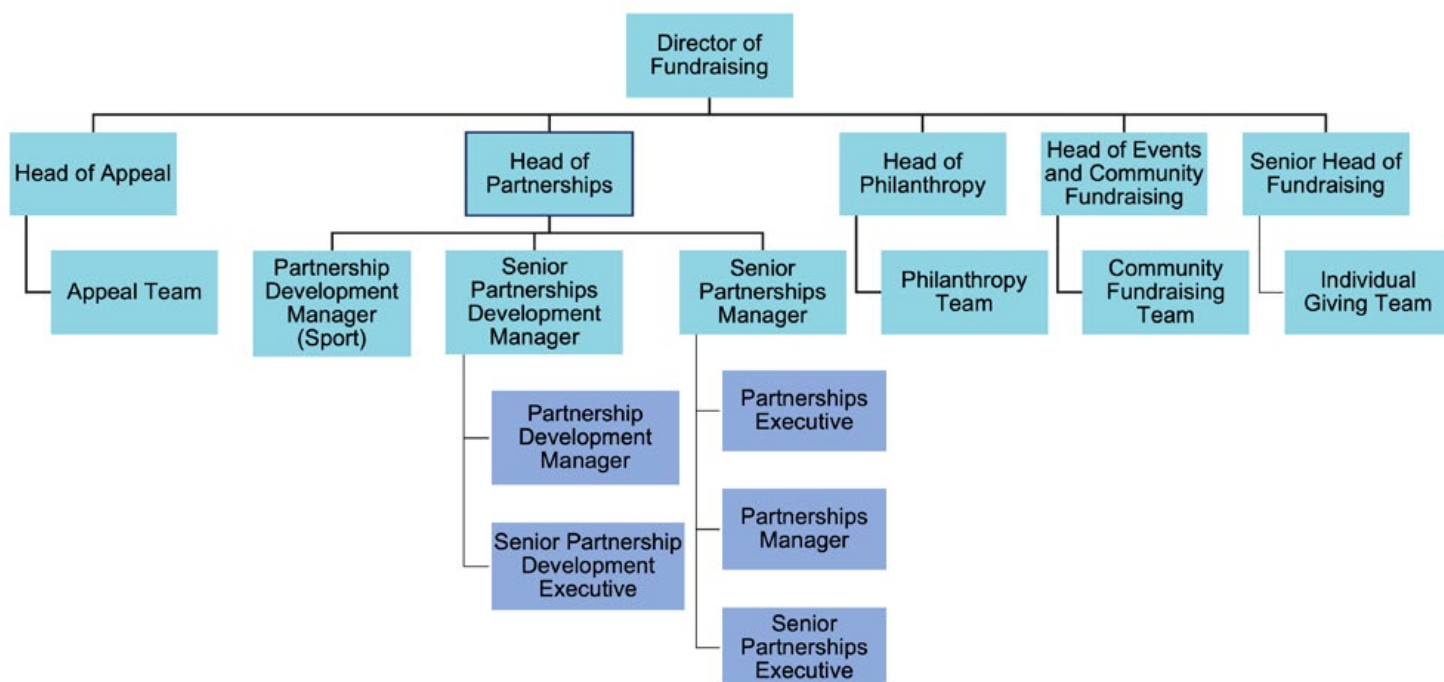 Director of
Fundraising
Head of Appeal
Head of
Partnerships
Head of
Philanthropy
Head of Events
and Community
Fundraising
Senior Head of
Fundraising
Appeal Team
Partnership
Development
Manager
(Sport)
Senior
Partnerships
Development
Manager
Senior
Partnerships
Manager
Philanthropy
Team
Community
Fundraising
Team
Individual
Giving Team
Partnership
Development
Manager
Senior Partnership
Development
Executive
Partnerships
Executive
Partnerships
Manager
Senior
Partnerships
Executive